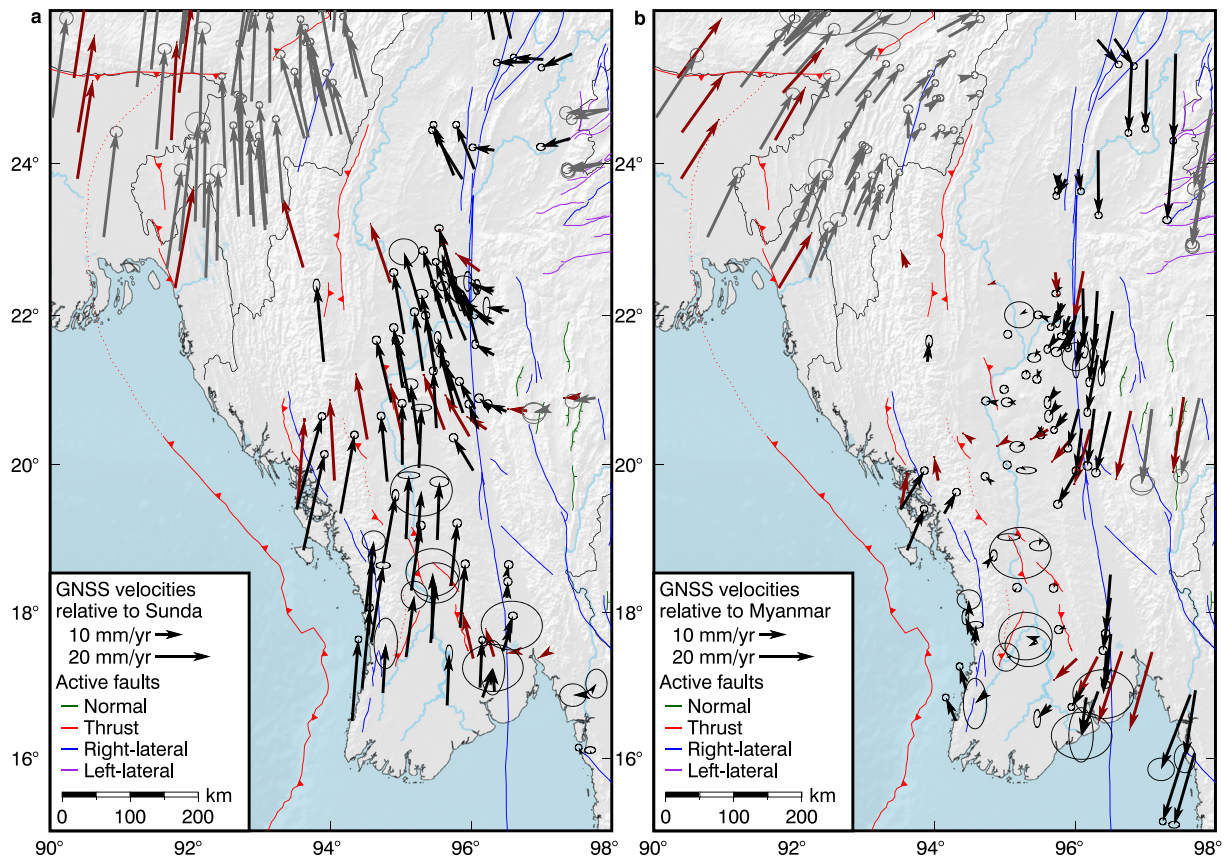 a
b
24°
22°
20°
18°
16°
24°
22°
20°
18°
16°
GNSS velocities
relative to Sunda
10 mm/yr
20 mm/yr
Active faults
Normal
Thrust
Right-lateral
Left-lateral
km
0 100 200
GNSS velocities
relative to Myanmar
10 mm/yr
20 mm/yr
Active faults
Normal
Thrust
Right-lateral
Left-lateral
km
0 100 200
90° 92° 94° 96° 98°
90° 92° 94° 96° 98°